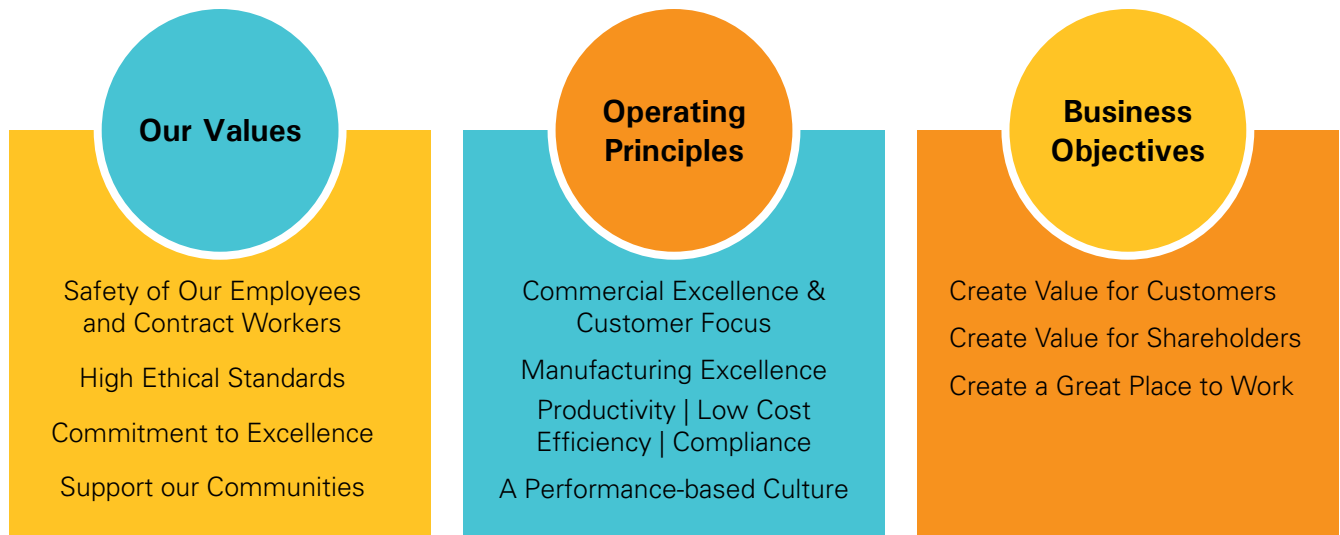 Our Values
Safety of Our Employees
and Contract Workers
High Ethical Standards
Commitment to Excellence
Support our Communities
Operating
Principles
Commercial Excellence &
Customer Focus
Manufacturing Excellence
Productivity | Low Cost
Efficiency | Compliance
A Performance-based Culture
Business
Objectives
Create Value for Customers
Create Value for Shareholders
Create a Great Place to Work